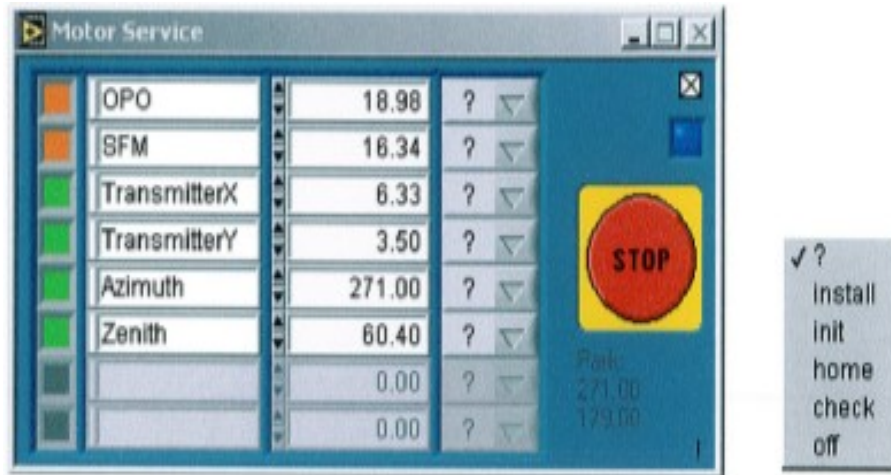 Motor Service
OPO 18.98 ?
SFM 16.34 ?
TransmitterX 6.33 ?
TransmitterY 3.50 ?
Azimuth 271.00 ?
Zenith 60.40 ?
0.00 ?
0.00 ?
STOP
Park:
271.00
179.00
✓ ?
install
init
home
check
off